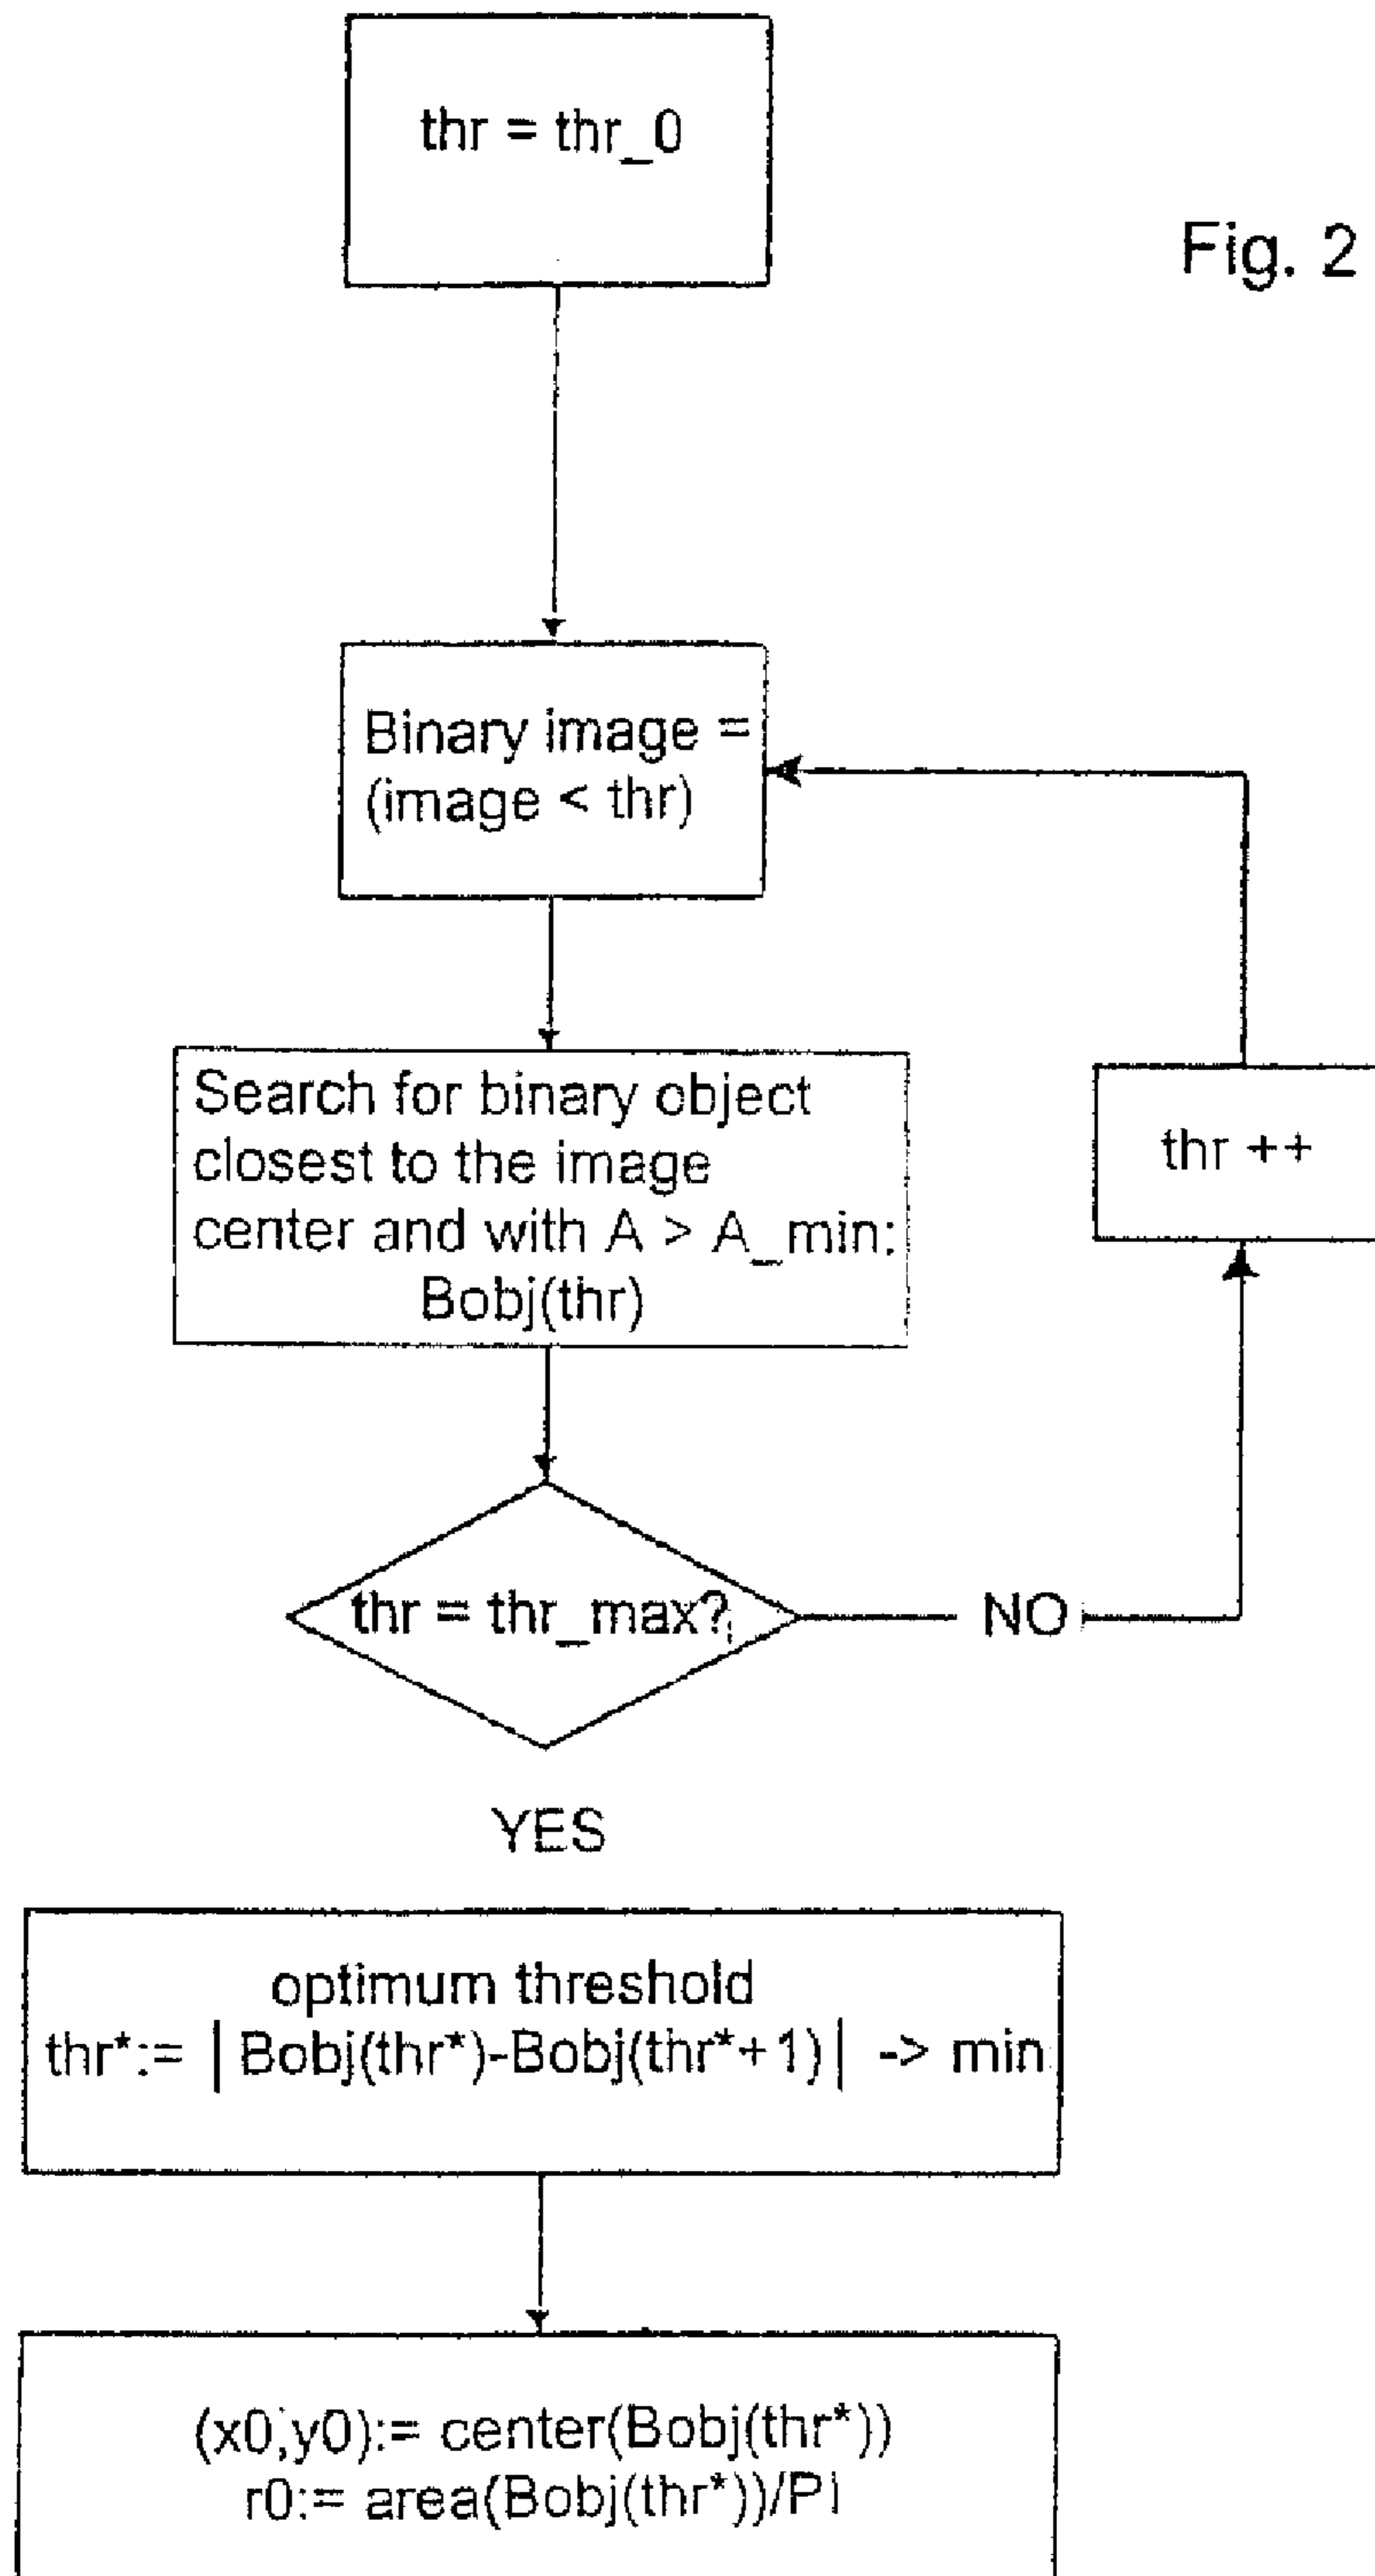 thr = thr_0
Fig. 2
Binary image =
(image < thr)
Search for binary object
closest to the image
center and with A > A_min:
Bobj(thr)
thr ++
thr = thr_max?
NO
YES
optimum threshold
thr*:= | Bobj(thr*)-Bobj(thr*+1)| -> min
(x0,y0):= center(Bobj(thr*))
r0:= area(Bobj(thr*))/PI